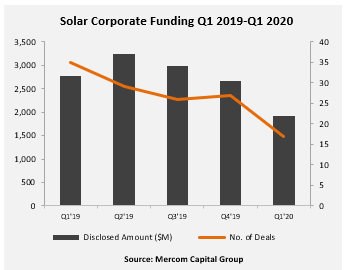 Solar Corporate Funding Q1 2019-Q1 2020
3,500 40
3,000 35
2,500 30
2,000 25
1,500 20
1,000 15
500 10
0 5
0
Q1'19 Q2'19 Q3'19 Q4'19 Q1'20
Disclosed Amount ($M) No. of Deals
Source: Mercom Capital Group